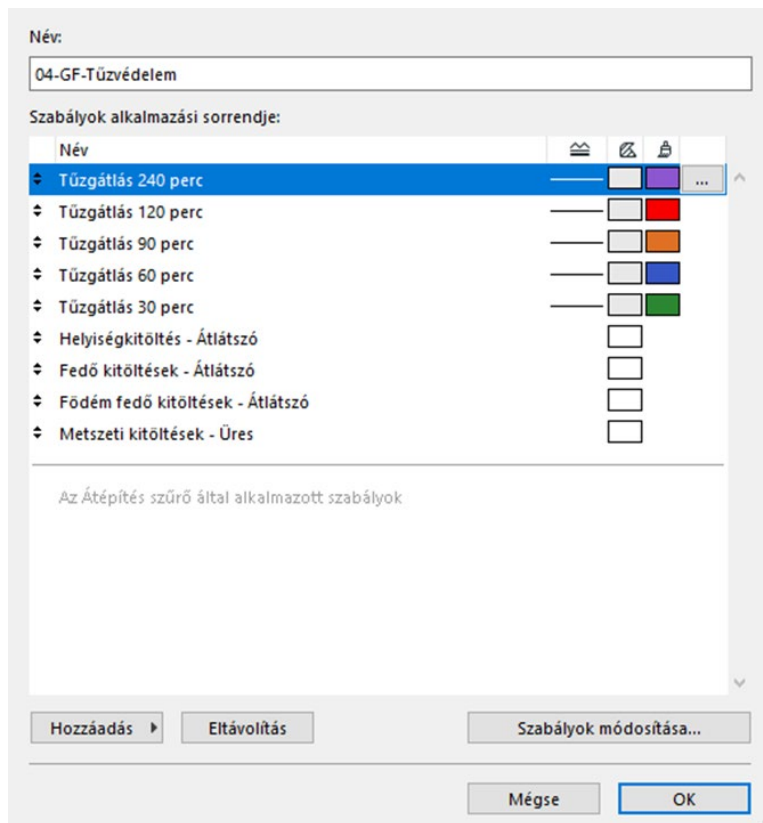 Név:
04-GF-Tűzvédelem
Szabályok alkalmazási sorrendje:
Név
Tűzgátlás 240 perc ...
Tűzgátlás 120 perc
Tűzgátlás 90 perc
Tűzgátlás 60 perc
Tűzgátlás 30 perc
Helyiségkitöltés - Átlátszó
Fedő kitöltések - Átlátszó
Födém fedő kitöltések - Átlátszó
Metszeti kitöltések - Üres
Az Átépítés szűrő által alkalmazott szabályok
Hozzáadás Eltávolítás Szabályok módosítása...
Mégse OK